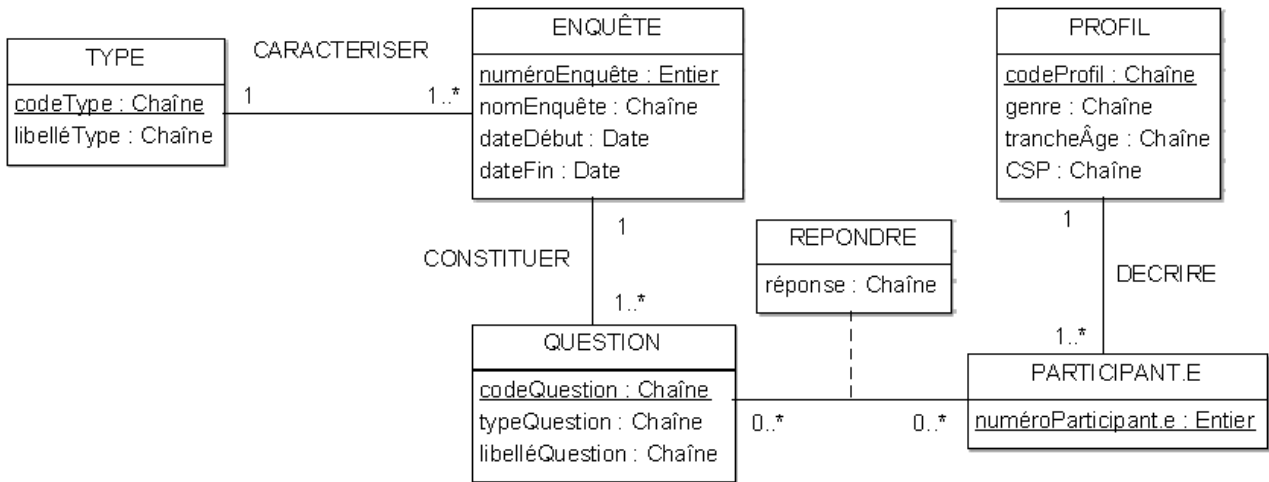 TYPE
codeType : Chaîne
libelléType : Chaîne
CARACTERISER
1
1..*
ENQUÊTE
numéroEnquête : Entier
nomEnquête : Chaîne
dateDébut : Date
dateFin : Date
PROFIL
codeProfil : Chaîne
genre : Chaîne
trancheÂge : Chaîne
CSP : Chaîne
1
CONSTITUER
1..*
REPONDRE
réponse : Chaîne
1
DECRIRE
1..*
QUESTION
codeQuestion : Chaîne
typeQuestion : Chaîne
libelléQuestion : Chaîne
0..*
0..*
PARTICIPANT.E
numéroParticipant.e : Entier